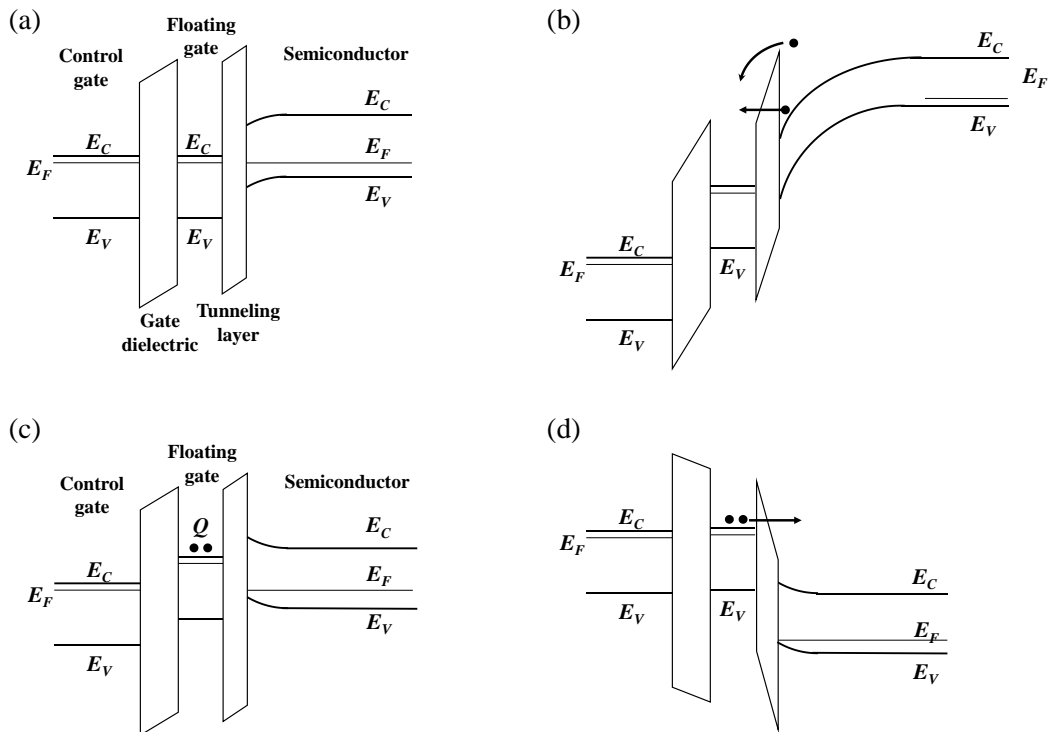 (a)
Floating
gate
Control
gate
Semiconductor
E_C
E_C
E_C
E_F
E_F
E_V
E_V
E_V
Gate
dielectric
Tunneling
layer
(b)
E_C
E_F
E_V
E_C
E_F
E_V
E_V
(c)
Floating
gate
Control
gate
Semiconductor
Q
E_C
E_C
E_F
E_F
E_V
E_V
(d)
E_C
E_F
E_V
E_V
E_C
E_F
E_V